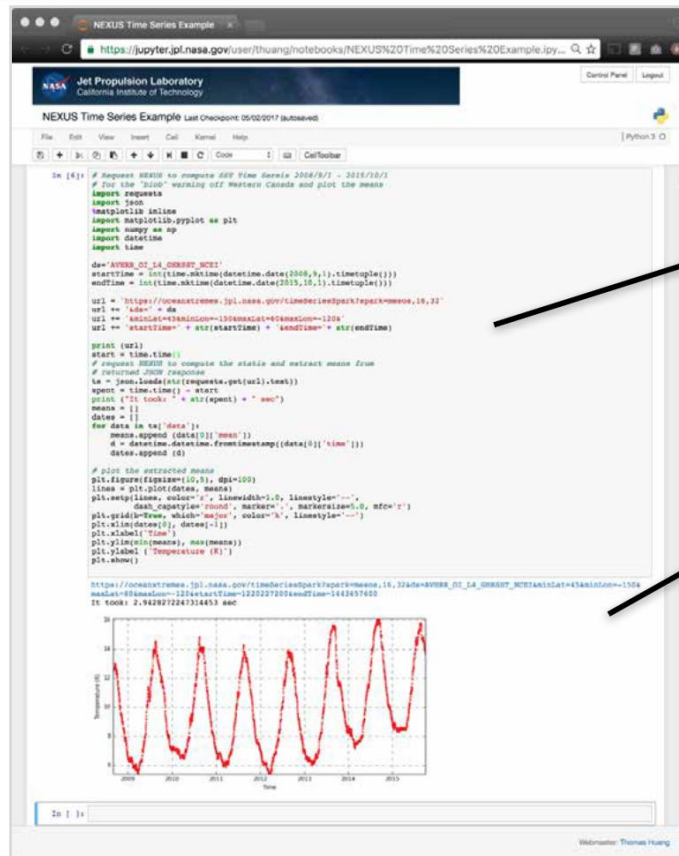 NEXUS Time Series Example
https://jupyter.jpl.nasa.gov/user/thuang/notebooks/NEXUS%20Time%20Series%20Example.ipy...
NASA
Jet Propulsion Laboratory
California Institute of Technology
Control Panel Logout
NEXUS Time Series Example Last Checkpoint: 05/02/2017 (autosaved)
File Edit View Insert Cell Kernel Help Python 3
Code CellToolbar
In [6]: # Request NEXUS to compute SST Time Sereis 2008/9/1 - 2015/10/1
# for the "blob" warming off Western Canada and plot the means
import requests
import json
%matplotlib inline
import matplotlib.pyplot as plt
import numpy as np
import datetime
import time
ds='AVHRR_OI_L4_GHRSST_NCEI'
startTime = int(time.mktime(datetime.date(2008,9,1).timetuple()))
endTime = int(time.mktime(datetime.date(2015,10,1).timetuple()))
url = 'https://oceanxtremes.jpl.nasa.gov/timeSeriesSpark?spark=mesos,16,32'
url += '&ds=' + ds
url += '&minLat=45&minLon=-150&maxLat=60&maxLon=-120&'
url += 'startTime=' + str(startTime) + '&endTime='+ str(endTime)
print (url)
start = time.time()
# request NEXUS to compute the statis and extract means from
# returned JSON response
ts = json.loads(str(requests.get(url).text))
spent = time.time() - start
print ("It took: " + str(spent) + " sec")
means = []
dates = []
for data in ts['data']:
means.append (data[0]['mean'])
d = datetime.datetime.fromtimestamp((data[0]['time']))
dates.append (d)
# plot the extracted means
plt.figure(figsize=(10,5), dpi=100)
lines = plt.plot(dates, means)
plt.setp(lines, color='r', linewidth=1.0, linestyle='--',
dash_capstyle='round', marker='.', markersize=5.0, mfc='r')
plt.grid(b=True, which='major', color='k', linestyle='--')
plt.xlim(dates[0], dates[-1])
plt.xlabel('Time')
plt.ylim(min(means), max(means))
plt.ylabel ('Temperature (K)')
plt.show()
https://oceanxtremes.jpl.nasa.gov/timeSeriesSpark?spark=mesos,16,32&ds=AVHRR_OI_L4_GHRSST_NCEI&minLat=45&minLon=-150&
maxLat=60&maxLon=-120&startTime=1220227200&endTime=1443657600
It took: 2.9428272247314453 sec
16
14
12
10
8
6
Temperature (K)
2009 2010 2011 2012 2013 2014 2015
Time
In [ ]:
Webmaster: Thomas Huang